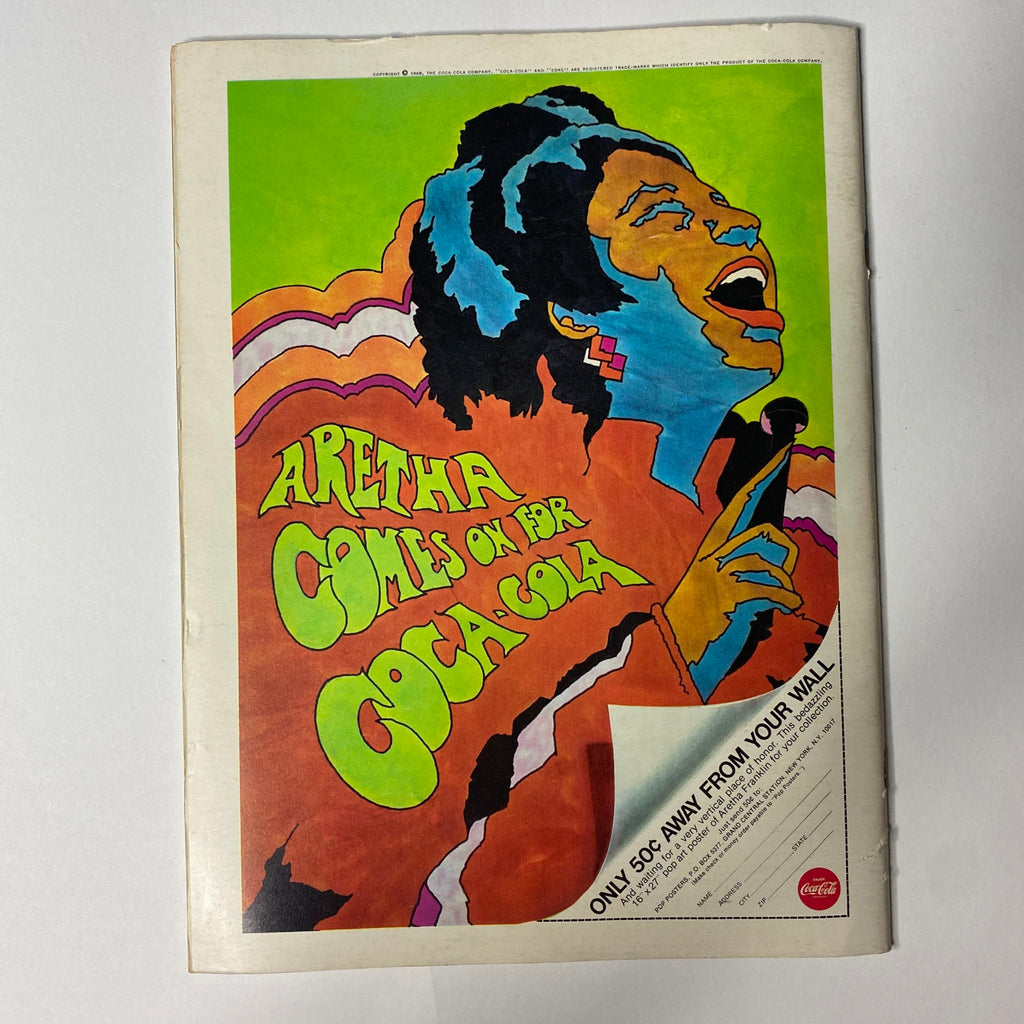 COPYRIGHT © 1968, THE COCA-COLA COMPANY. "COCA-COLA" AND "COKE" ARE REGISTERED TRADE-MARKS WHICH IDENTIFY ONLY THE PRODUCT OF THE COCA-COLA COMPANY.
ARETHA
COMES ON FOR
COCA-COLA
ONLY 50¢ AWAY FROM YOUR WALL
And waiting for a very vertical place of honor. This bedazzling
16" x 27" pop art poster of Aretha Franklin for your collection.
Just send 50¢ to:
POP POSTERS, P.O. BOX 5377, GRAND CENTRAL STATION, NEW YORK, N.Y. 10017
(Make check or money order payable to "Pop Posters.")
NAME
ADDRESS
CITY STATE
ZIP
ENJOY
Coca-Cola